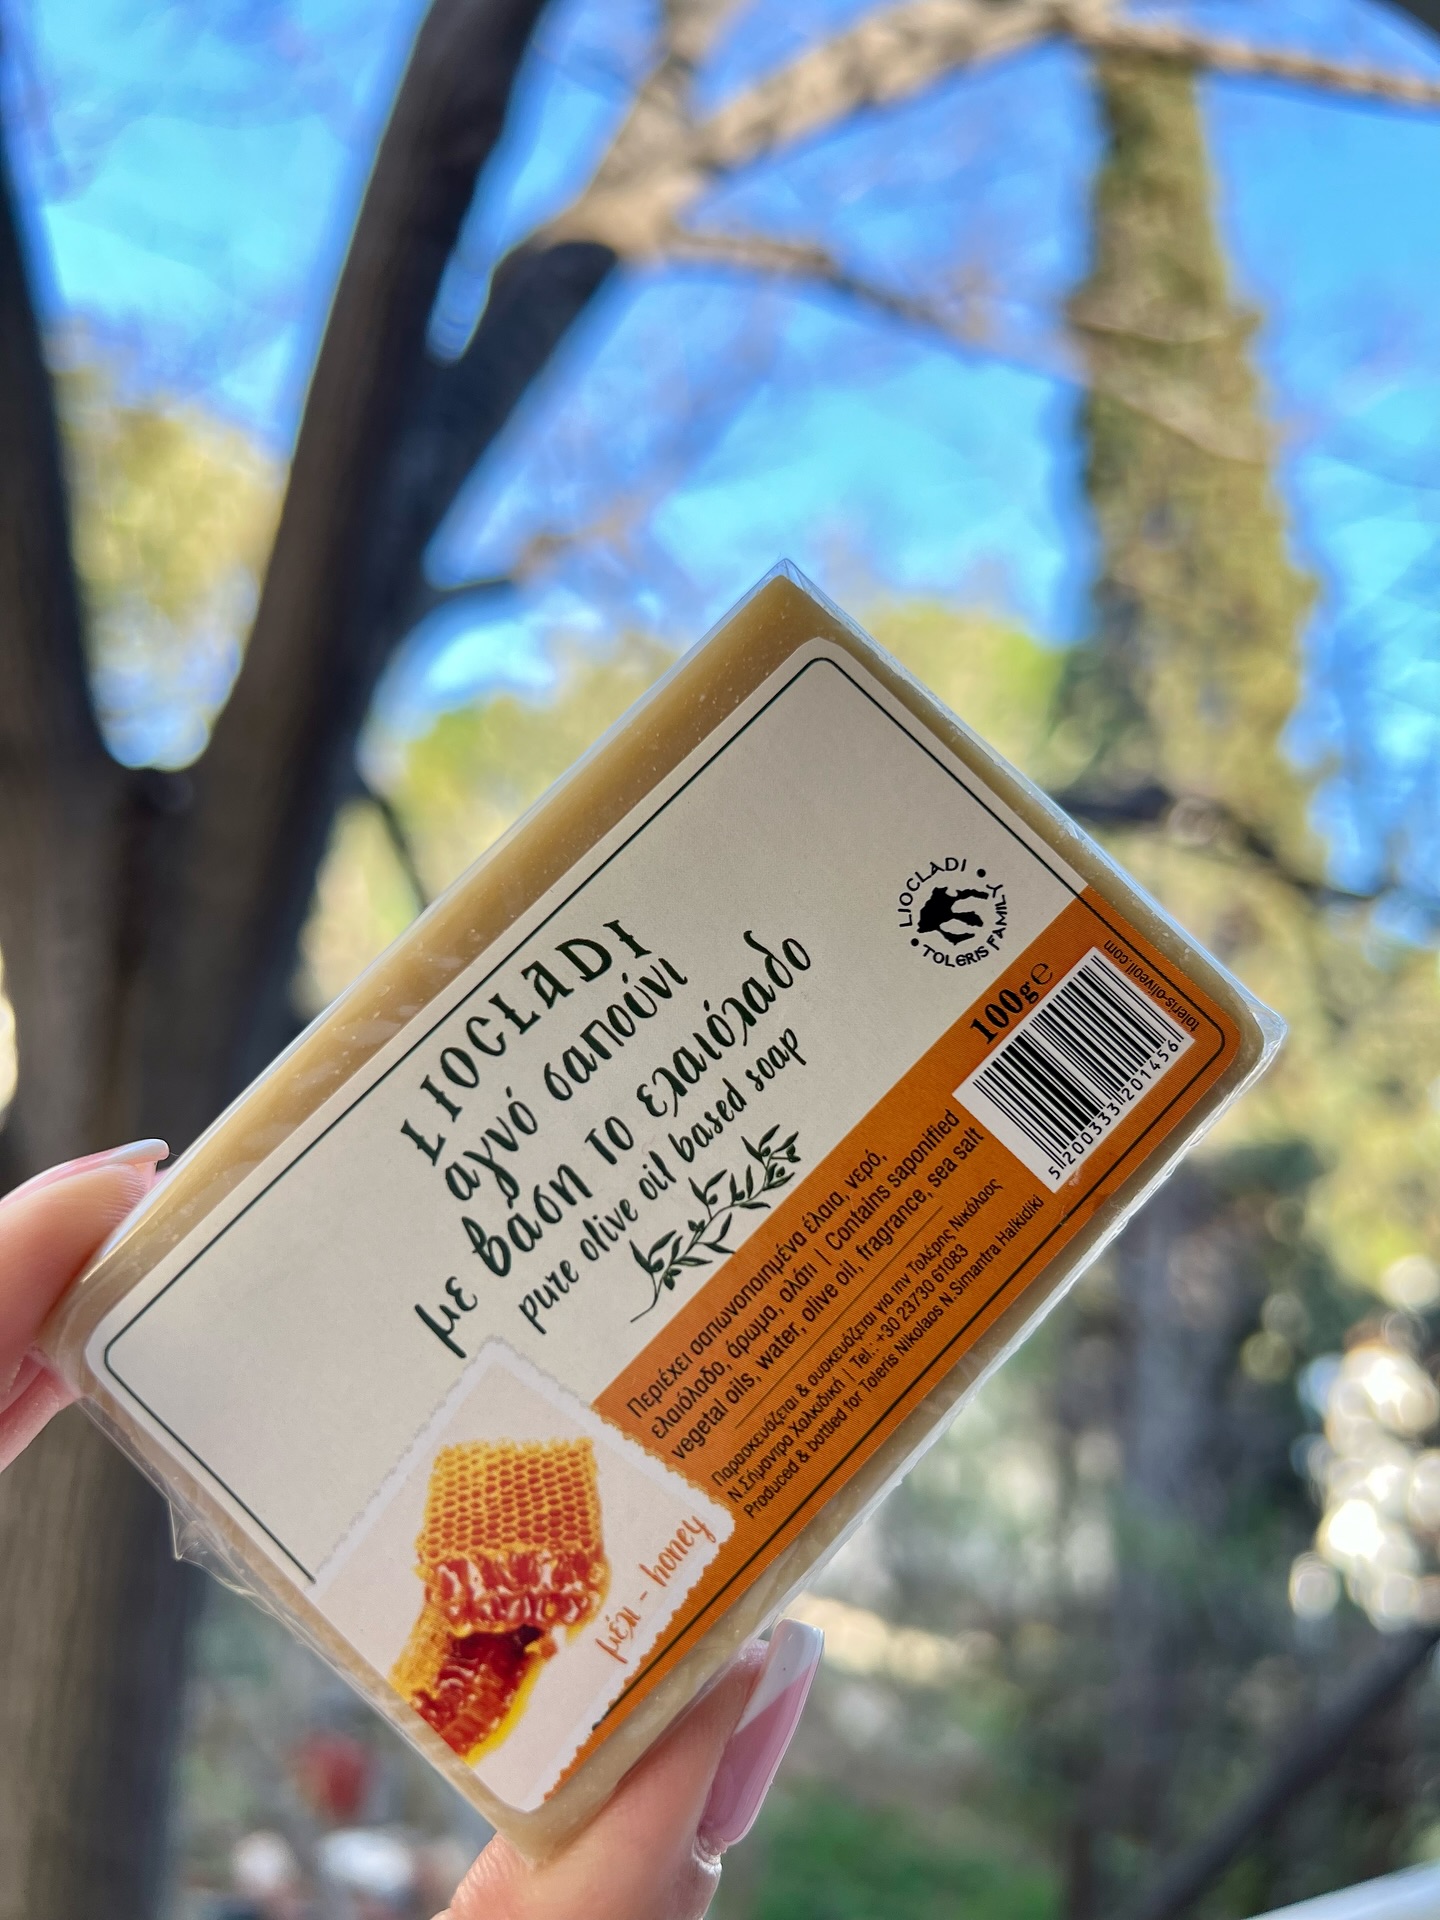 LIOCLADI
αγνό σαπούνι
με βάση το ελαιόλαδο
pure olive oil based soap
LIOCLADI
TOLERIS FAMILY
100g℮
toleris-oliveoil.com
5 200333 201456
Περιέχει σαπωνοποιημένα έλαια, νερό,
ελαιόλαδο, άρωμα, αλάτι | Contains saponified
vegetal oils, water, olive oil, fragrance, sea salt
Παρασκευάζεται & συσκευάζεται για την Τολέρης Νικόλαος
Ν.Σήμαντρα Χαλκιδική | Tel.: +30 23730 61083
Produced & bottled for Toleris Nikolaos N.Simantra Halkidiki
μέλι - honey